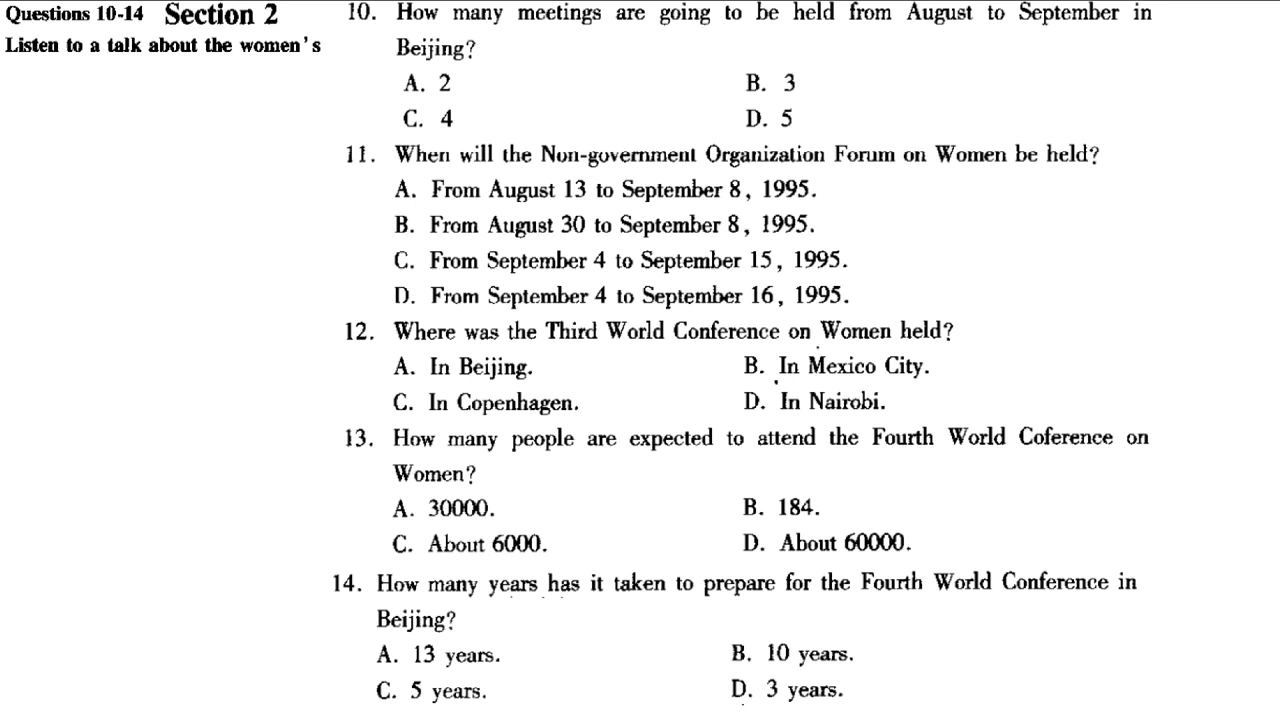 Questions 10-14 Section 2
Listen to a talk about the women's
10. How many meetings are going to be held from August to September in
Beijing?
A. 2 B. 3
C. 4 D. 5
11. When will the Non-government Organization Forum on Women be held?
A. From August 13 to September 8, 1995.
B. From August 30 to September 8, 1995.
C. From September 4 to September 15, 1995.
D. From September 4 to September 16, 1995.
12. Where was the Third World Conference on Women held?
A. In Beijing. B. In Mexico City.
C. In Copenhagen. D. In Nairobi.
13. How many people are expected to attend the Fourth World Coference on
Women?
A. 30000. B. 184.
C. About 6000. D. About 60000.
14. How many years has it taken to prepare for the Fourth World Conference in
Beijing?
A. 13 years. B. 10 years.
C. 5 years. D. 3 years.